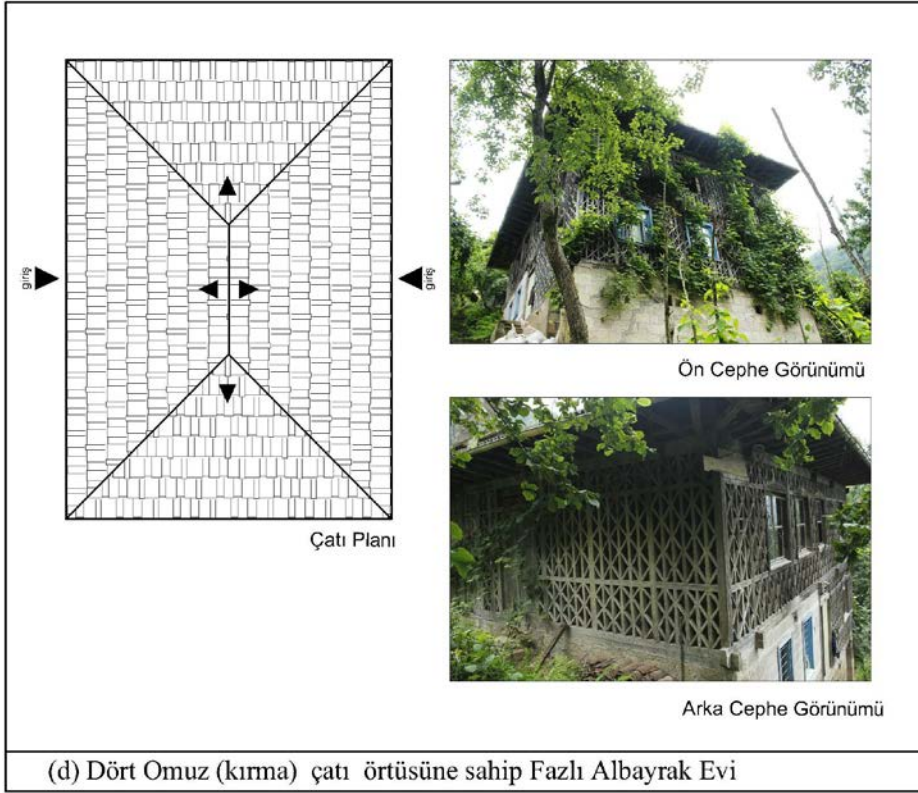 giriş
giriş
Ön Cephe Görünümü
Çatı Planı
Arka Cephe Görünümü
(d) Dört Omuz (kırma) çatı örtüsüne sahip Fazlı Albayrak Evi